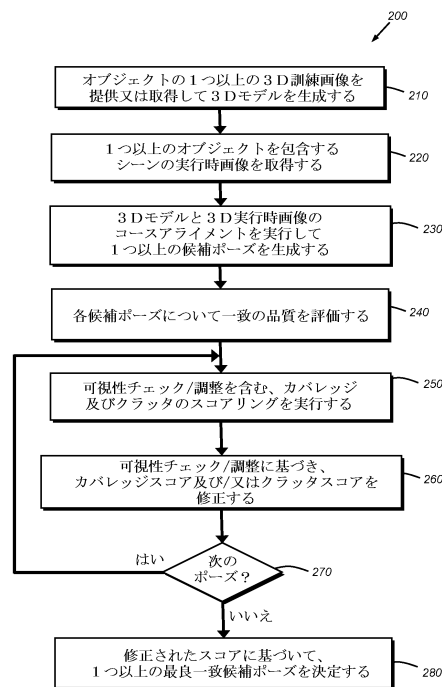 200
オブジェクトの１つ以上の３Ｄ訓練画像を
提供又は取得して３Ｄモデルを生成する
210
１つ以上のオブジェクトを包含する
シーンの実行時画像を取得する
220
３Ｄモデルと３Ｄ実行時画像の
コースアライメントを実行して
１つ以上の候補ポーズを生成する
230
各候補ポーズについて一致の品質を評価する
240
可視性チェック/調整を含む、カバレッジ
及びクラッタのスコアリングを実行する
250
可視性チェック/調整に基づき、
カバレッジスコア及び/又はクラッタスコアを
修正する
260
はい
次の
ポーズ？
270
いいえ
修正されたスコアに基づいて、
１つ以上の最良一致候補ポーズを決定する
280